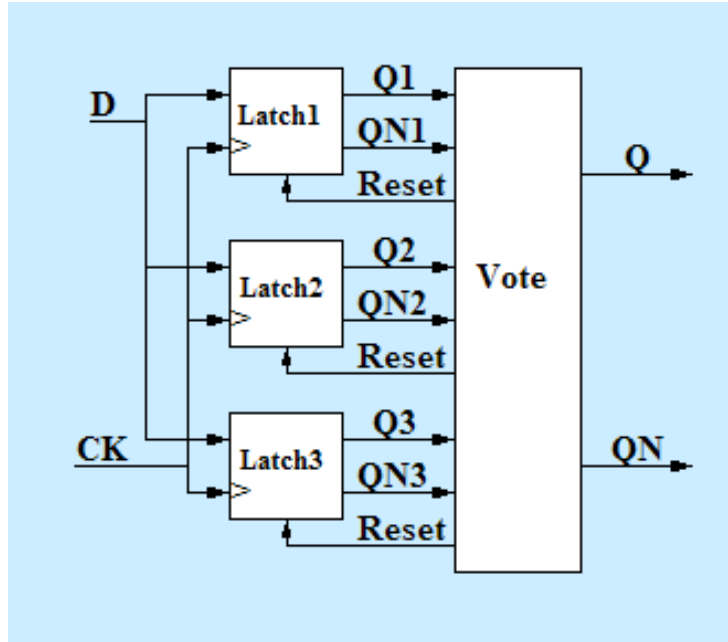 Q1
D
Latch1
QN1
Q
Reset
Q2
Latch2
Vote
QN2
Reset
Q3
CK
Latch3
QN
QN3
Reset